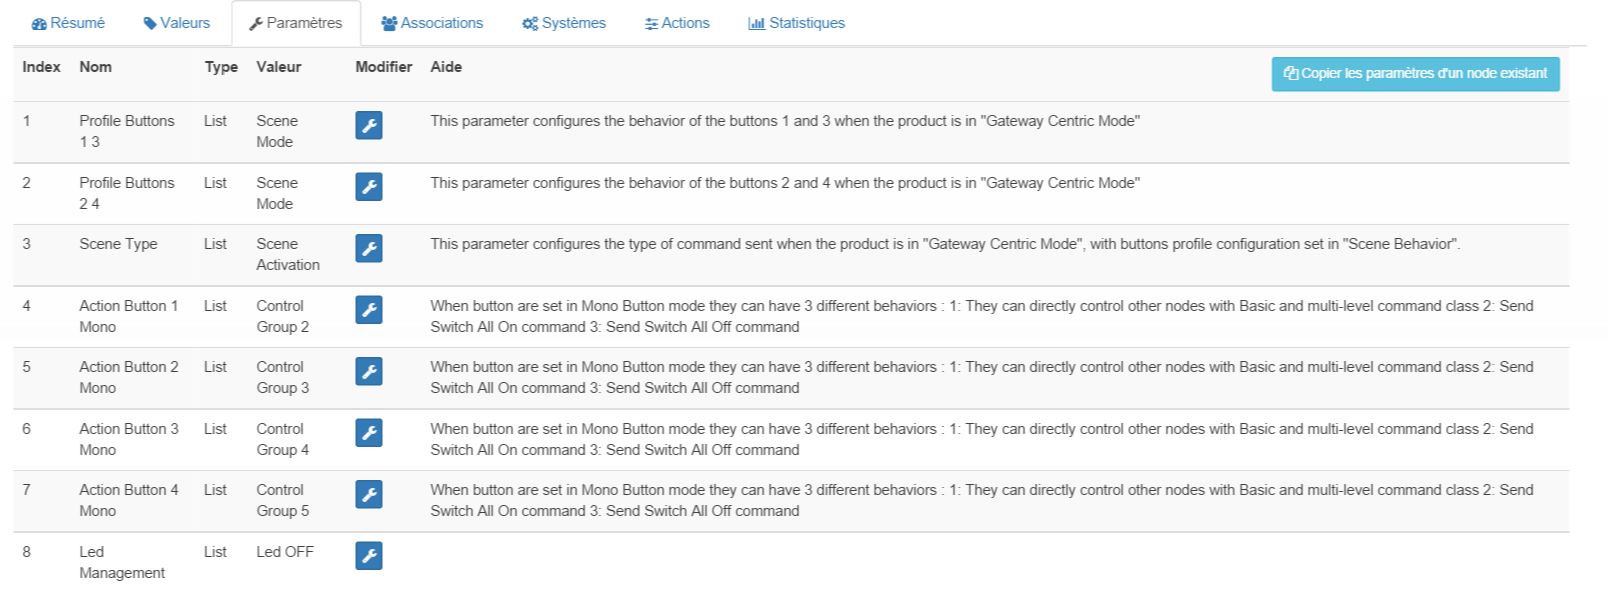 Résumé Valeurs Paramètres Associations Systèmes Actions Statistiques
Index Nom Type Valeur Modifier Aide Copier les paramètres d'un node existant
1 Profile Buttons List Scene This parameter configures the behavior of the buttons 1 and 3 when the product is in "Gateway Centric Mode"
1 3 Mode
2 Profile Buttons List Scene This parameter configures the behavior of the buttons 2 and 4 when the product is in "Gateway Centric Mode"
2 4 Mode
3 Scene Type List Scene This parameter configures the type of command sent when the product is in "Gateway Centric Mode", with buttons profile configuration set in "Scene Behavior".
Activation
4 Action Button 1 List Control When button are set in Mono Button mode they can have 3 different behaviors : 1: They can directly control other nodes with Basic and multi-level command class 2: Send
Mono Group 2 Switch All On command 3: Send Switch All Off command
5 Action Button 2 List Control When button are set in Mono Button mode they can have 3 different behaviors : 1: They can directly control other nodes with Basic and multi-level command class 2: Send
Mono Group 3 Switch All On command 3: Send Switch All Off command
6 Action Button 3 List Control When button are set in Mono Button mode they can have 3 different behaviors : 1: They can directly control other nodes with Basic and multi-level command class 2: Send
Mono Group 4 Switch All On command 3: Send Switch All Off command
7 Action Button 4 List Control When button are set in Mono Button mode they can have 3 different behaviors : 1: They can directly control other nodes with Basic and multi-level command class 2: Send
Mono Group 5 Switch All On command 3: Send Switch All Off command
8 Led List Led OFF
Management